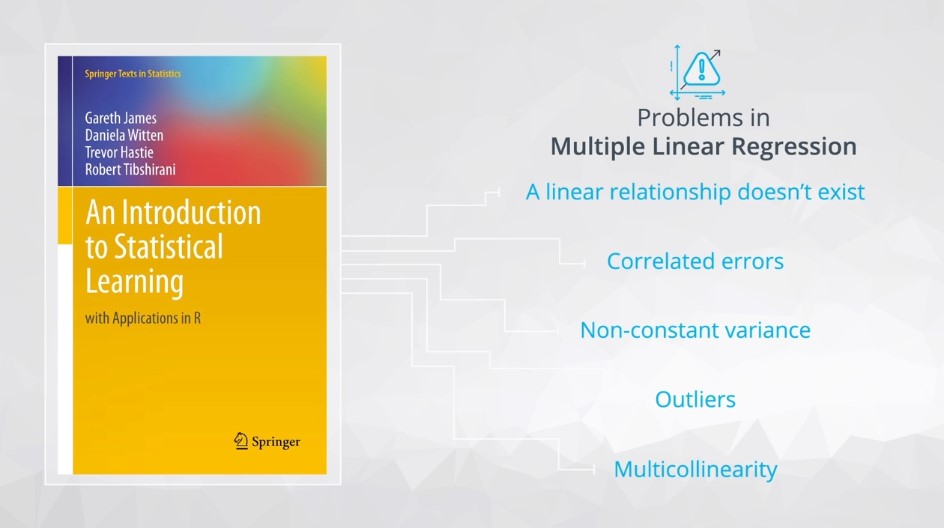 Springer Texts in Statistics
Gareth James
Daniela Witten
Trevor Hastie
Robert Tibshirani
An Introduction
to Statistical
Learning
with Applications in R
Springer
Problems in
Multiple Linear Regression
A linear relationship doesn’t exist
Correlated errors
Non-constant variance
Outliers
Multicollinearity